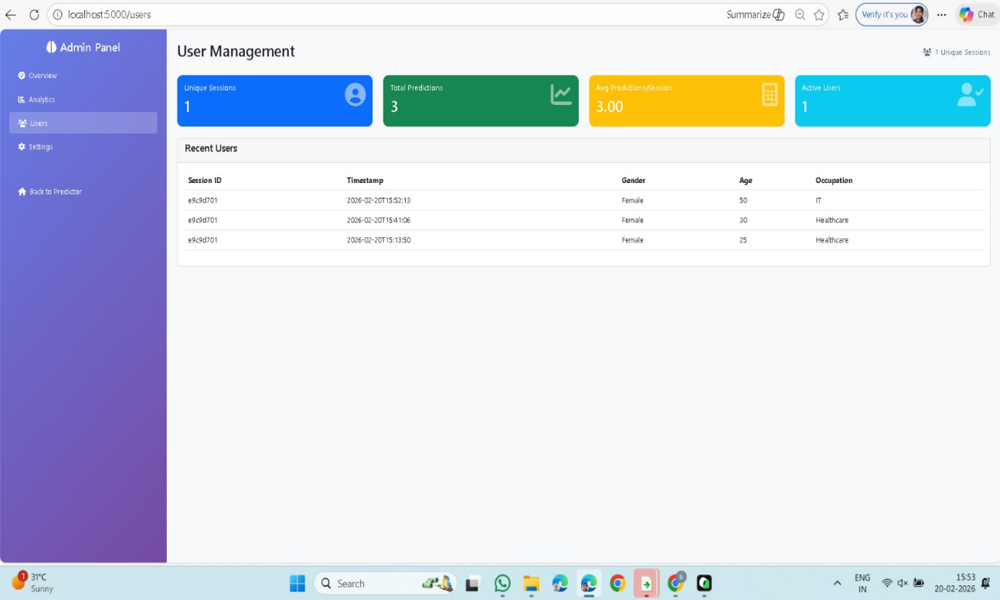 localhost:5000/users
Summarize
Verify it's you
Chat
Admin Panel
Overview
Analytics
Users
Settings
Back to Predictor
User Management
1 Unique Sessions
Unique Sessions
1
Total Predictions
3
Avg Predictions/Session
3.00
Active Users
1
Recent Users
Session ID Timestamp Gender Age Occupation
e9c9d701 2026-02-20T15:52:13 Female 50 IT
e9c9d701 2026-02-20T15:41:06 Female 30 Healthcare
e9c9d701 2026-02-20T15:13:50 Female 25 Healthcare
1
31°C
Sunny
Search
b
ENG
IN
15:53
20-02-2026